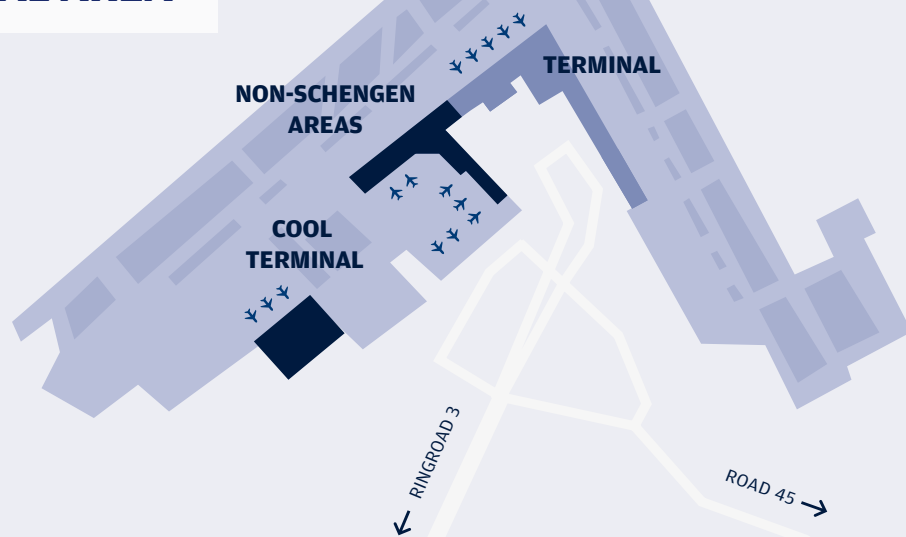 TERMINAL
NON-SCHENGEN
AREAS
COOL
TERMINAL
RINGROAD 3
ROAD 45